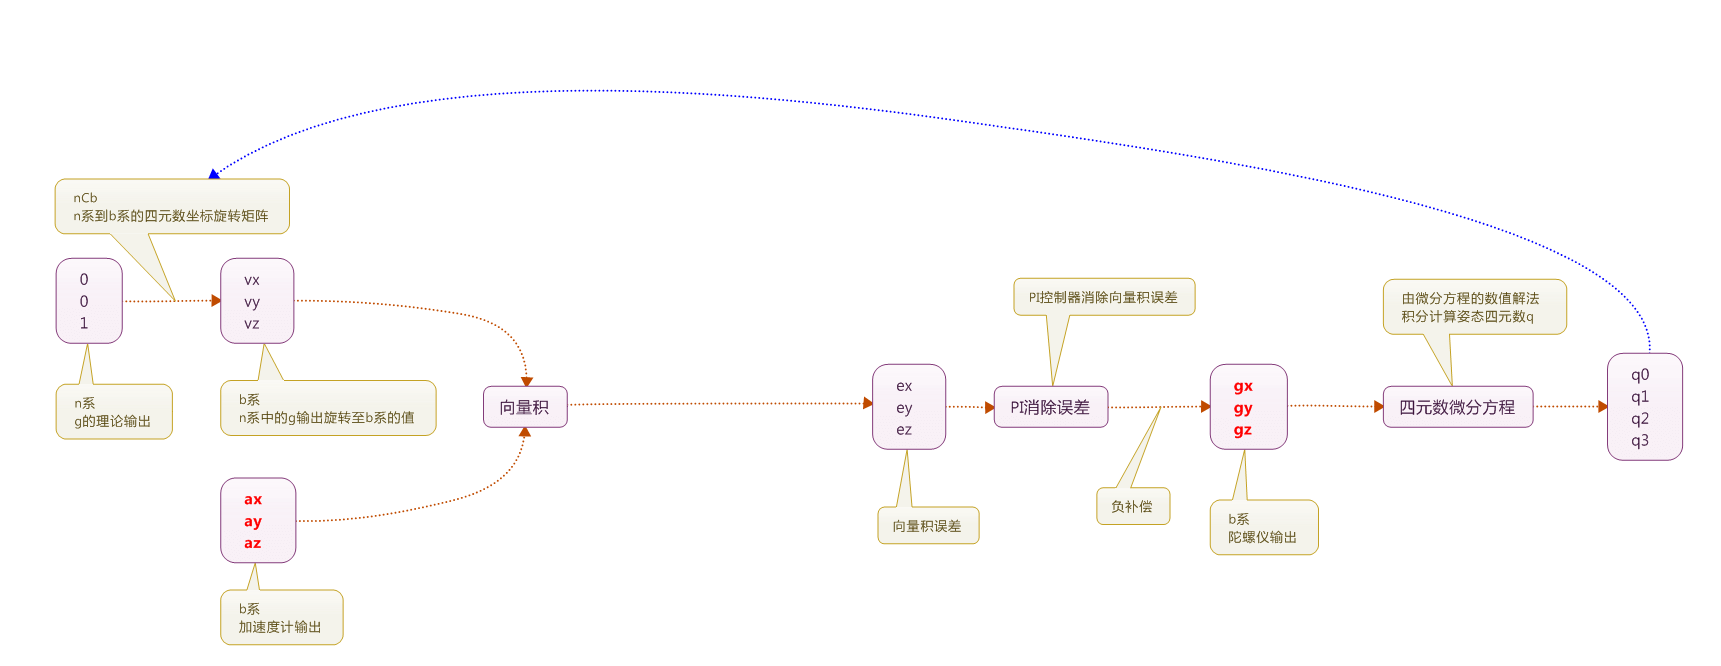 nCb
n系到b系的四元数坐标旋转矩阵
0
0
1
vx
vy
vz
n系
g的理论输出
b系
n系中的g输出旋转至b系的值
ax
ay
az
b系
加速度计输出
向量积
ex
ey
ez
向量积误差
PI控制器消除向量积误差
PI消除误差
负补偿
gx
gy
gz
b系
陀螺仪输出
由微分方程的数值解法
积分计算姿态四元数q
四元数微分方程
q0
q1
q2
q3